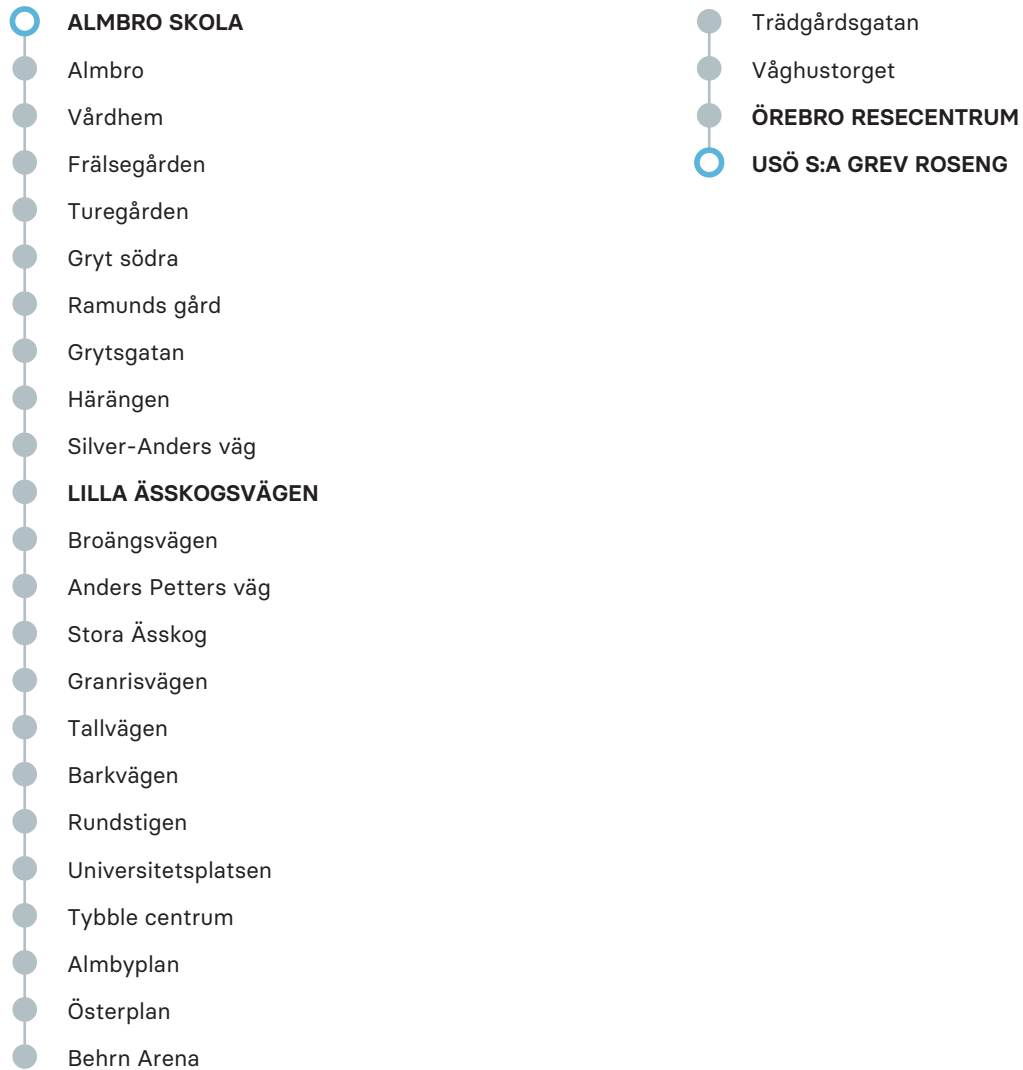 ALMBRO SKOLA
Almbro
Vårdhem
Frälsegården
Turegården
Gryt södra
Ramunds gård
Grytsgatan
Härängen
Silver-Anders väg
LILLA ÄSSKOGSVÄGEN
Broängsvägen
Anders Petters väg
Stora Ässkog
Granrisvägen
Tallvägen
Barkvägen
Rundstigen
Universitetsplatsen
Tybble centrum
Almbyplan
Österplan
Behrn Arena
Trädgårdsgatan
Våghustorget
ÖREBRO RESECENTRUM
USÖ S:A GREV ROSENG